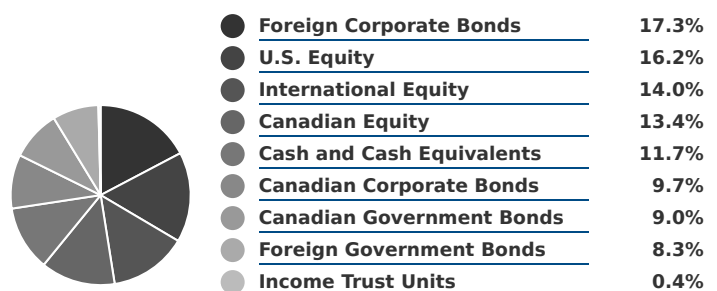 Foreign Corporate Bonds 17.3%
U.S. Equity 16.2%
International Equity 14.0%
Canadian Equity 13.4%
Cash and Cash Equivalents 11.7%
Canadian Corporate Bonds 9.7%
Canadian Government Bonds 9.0%
Foreign Government Bonds 8.3%
Income Trust Units 0.4%